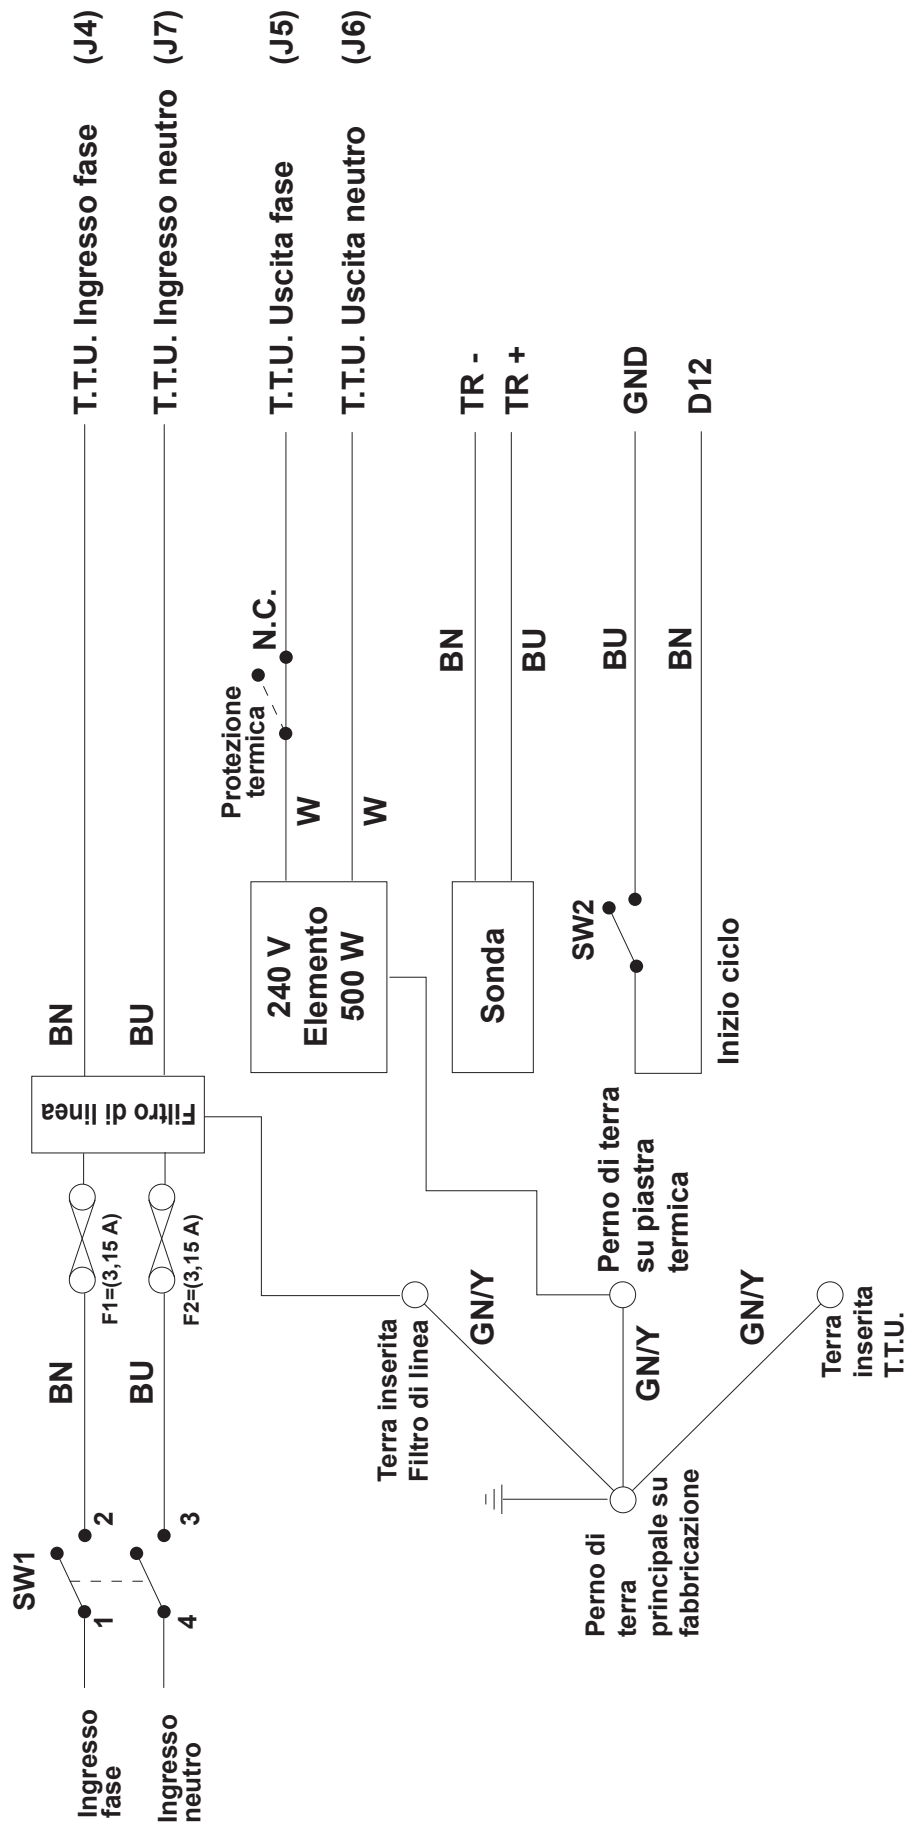 SW1
Ingresso
fase
1
2
BN
F1=(3,15 A)
Filtro di linea
BN
T.T.U. Ingresso fase (J4)
Ingresso
neutro
4
3
BU
F2=(3,15 A)
BU
T.T.U. Ingresso neutro (J7)
Protezione
termica
N.C.
240 V
Elemento
500 W
W
T.T.U. Uscita fase (J5)
W
T.T.U. Uscita neutro (J6)
Terra inserita
Filtro di linea
GN/Y
Sonda
BN
TR -
BU
TR +
Perno di
terra
principale su
fabbricazione
GN/Y
Perno di terra
su piastra
termica
SW2
BU
GND
BN
D12
Inizio ciclo
GN/Y
Terra
inserita
T.T.U.